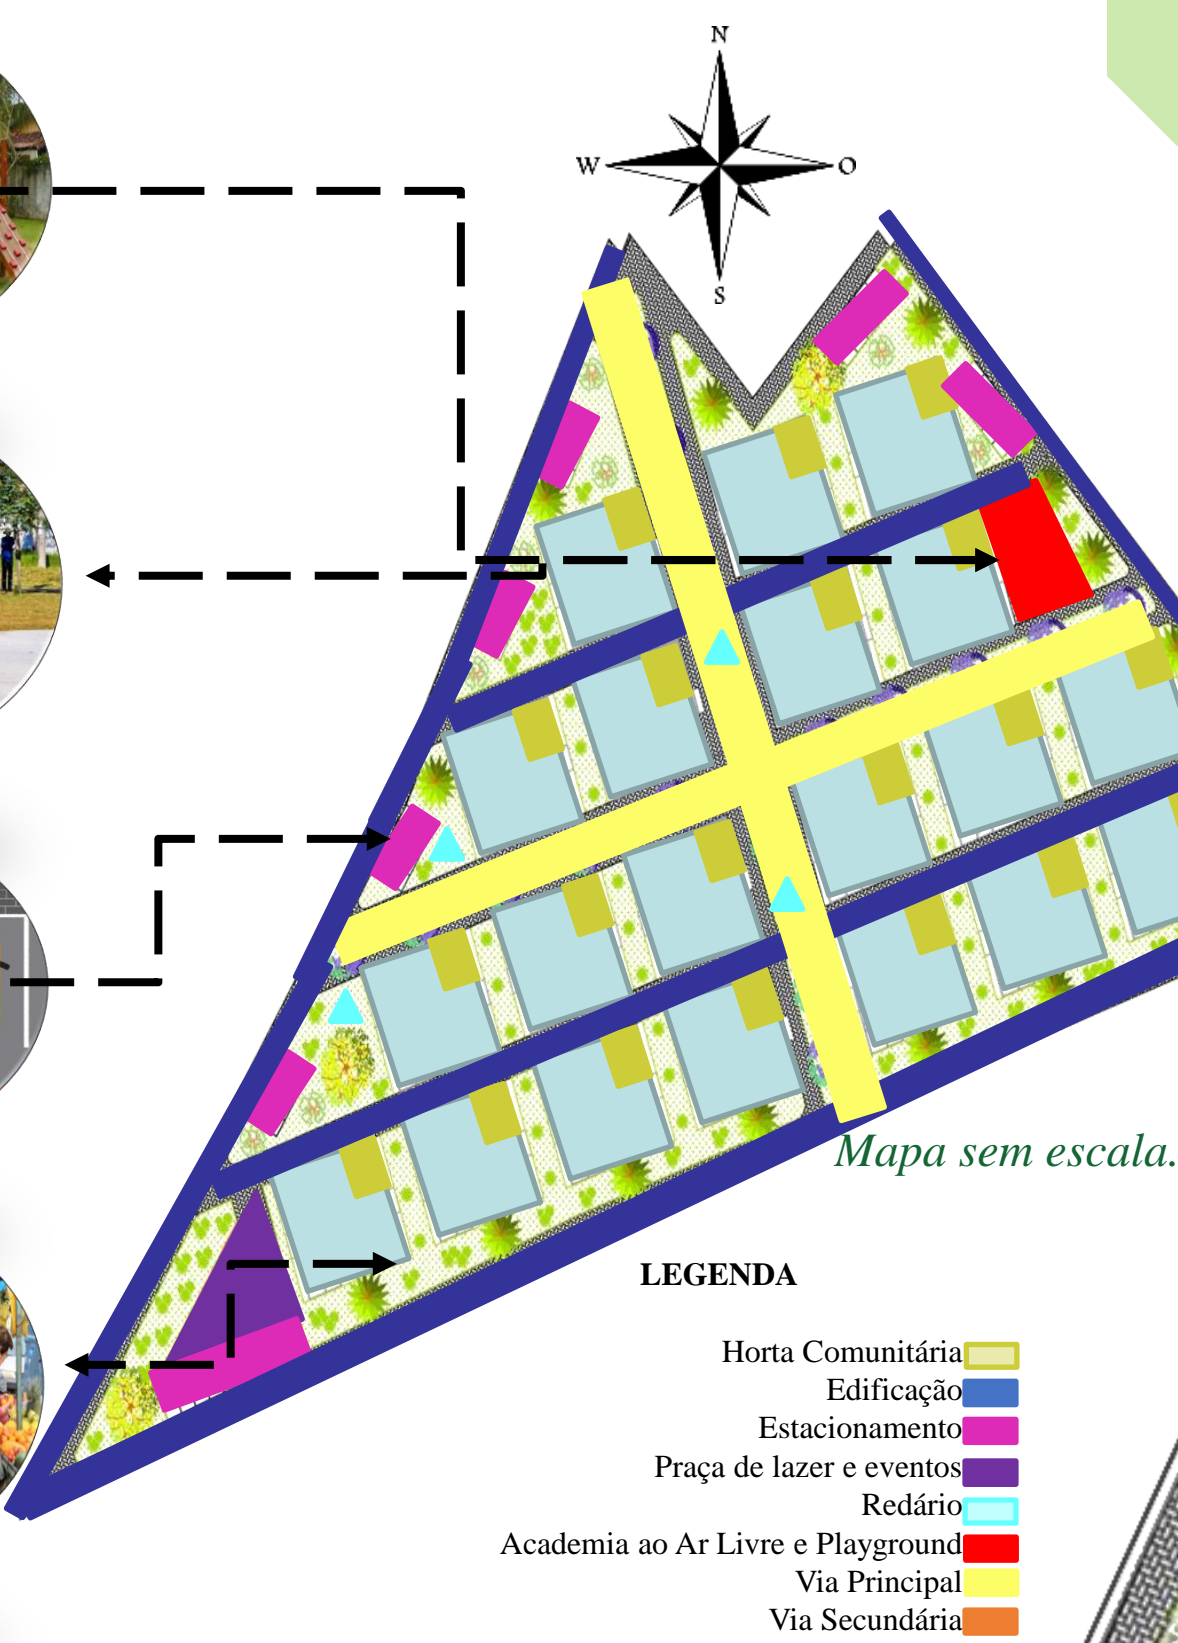 N
W
O
S
Mapa sem escala.
LEGENDA
Horta Comunitária
Edificação
Estacionamento
Praça de lazer e eventos
Redário
Academia ao Ar Livre e Playground
Via Principal
Via Secundária